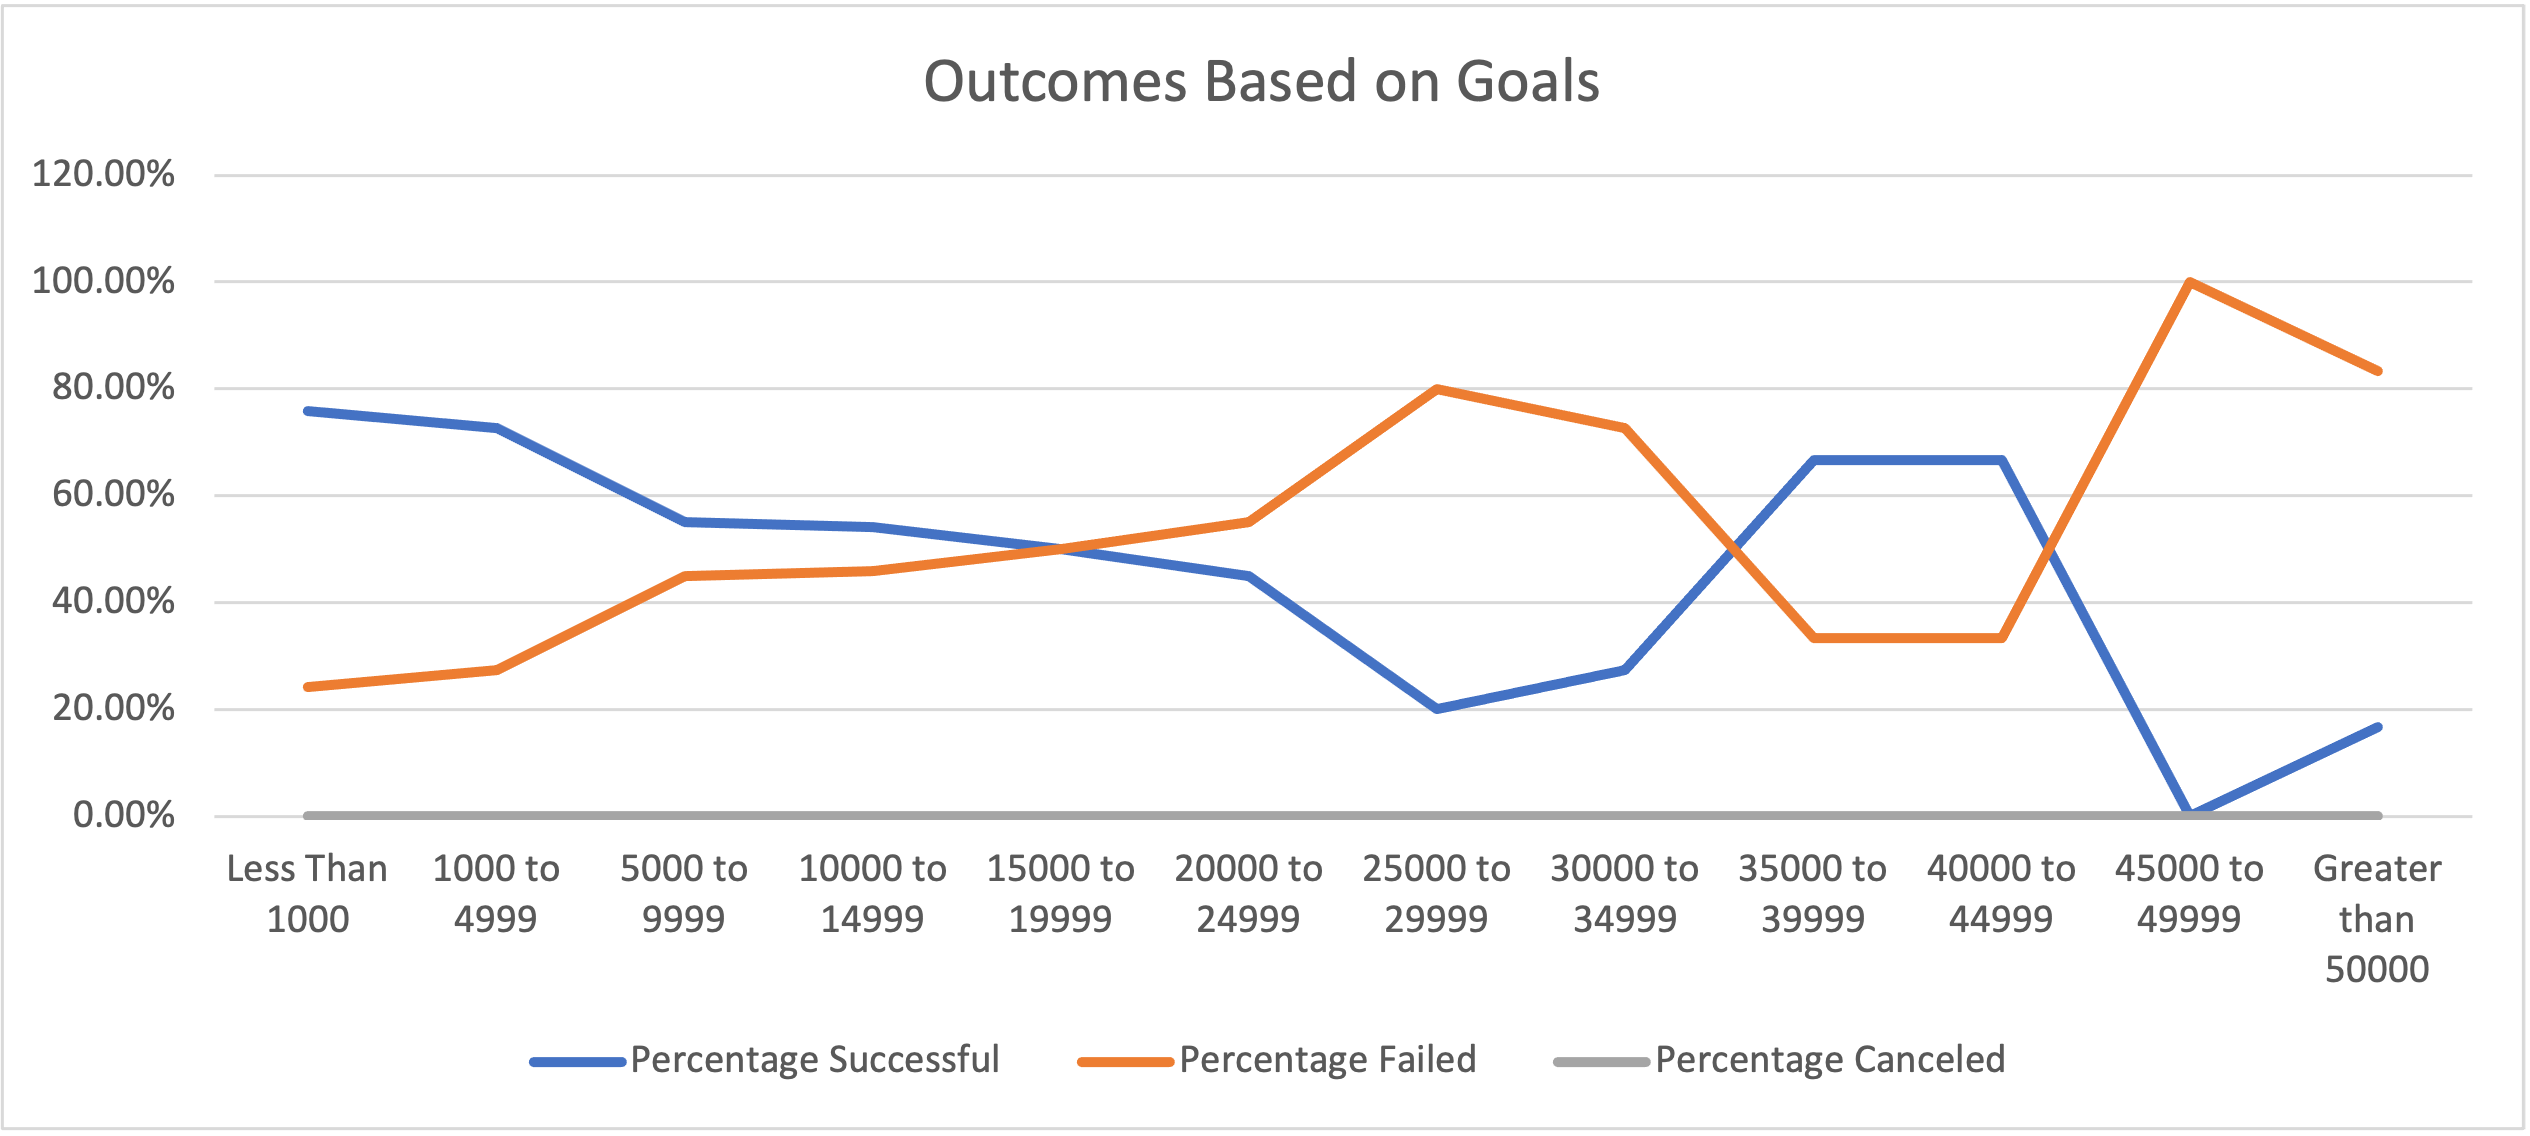 Outcomes Based on Goals
120.00%
100.00%
80.00%
60.00%
40.00%
20.00%
0.00%
Less Than
1000
1000 to
4999
5000 to
9999
10000 to
14999
15000 to
19999
20000 to
24999
25000 to
29999
30000 to
34999
35000 to
39999
40000 to
44999
45000 to
49999
Greater
than
50000
Percentage Successful
Percentage Failed
Percentage Canceled